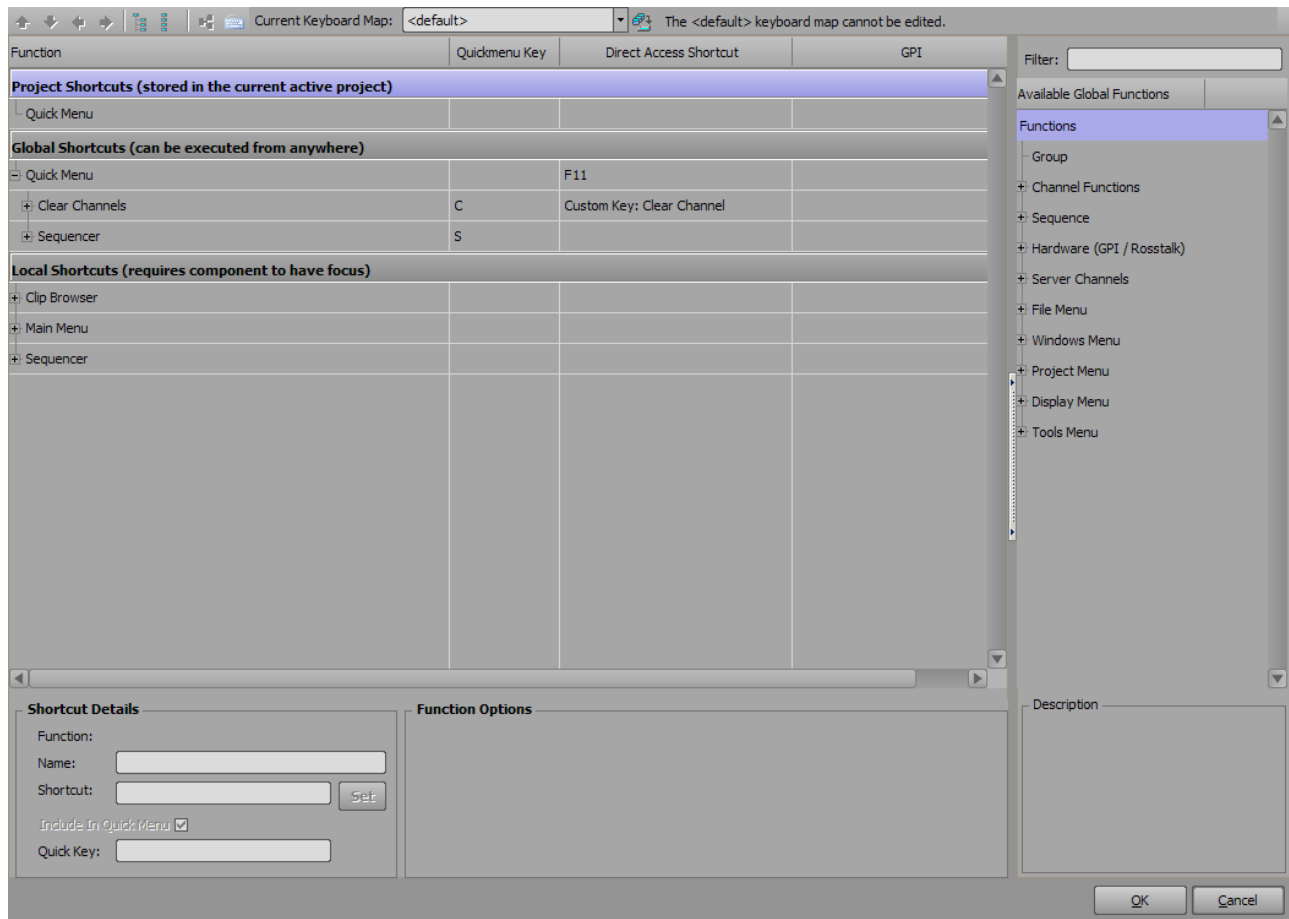 Current Keyboard Map: <default> The <default> keyboard map cannot be edited.
Function Quickmenu Key Direct Access Shortcut GPI
Project Shortcuts (stored in the current active project)
Quick Menu
Global Shortcuts (can be executed from anywhere)
Quick Menu F11
Clear Channels C Custom Key: Clear Channel
Sequencer S
Local Shortcuts (requires component to have focus)
Clip Browser
Main Menu
Sequencer
Filter:
Available Global Functions
Functions
Group
Channel Functions
Sequence
Hardware (GPI / Rosstalk)
Server Channels
File Menu
Windows Menu
Project Menu
Display Menu
Tools Menu
Shortcut Details
Function:
Name:
Shortcut: Set
Include In Quick Menu
Quick Key:
Function Options
Description
OK Cancel